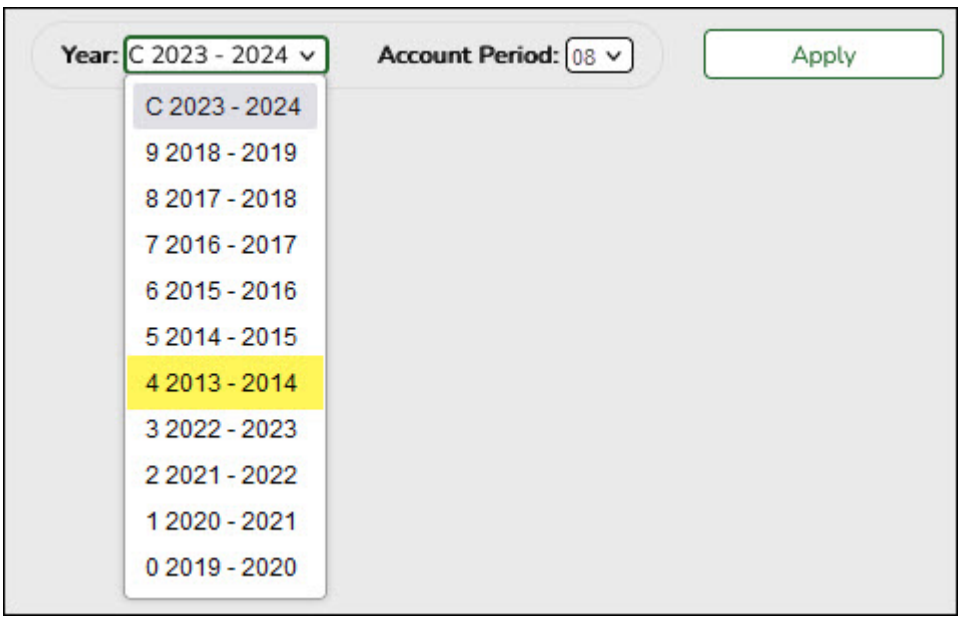 Year: C 2023 - 2024 Account Period: 08 Apply
C 2023 - 2024
9 2018 - 2019
8 2017 - 2018
7 2016 - 2017
6 2015 - 2016
5 2014 - 2015
4 2013 - 2014
3 2022 - 2023
2 2021 - 2022
1 2020 - 2021
0 2019 - 2020